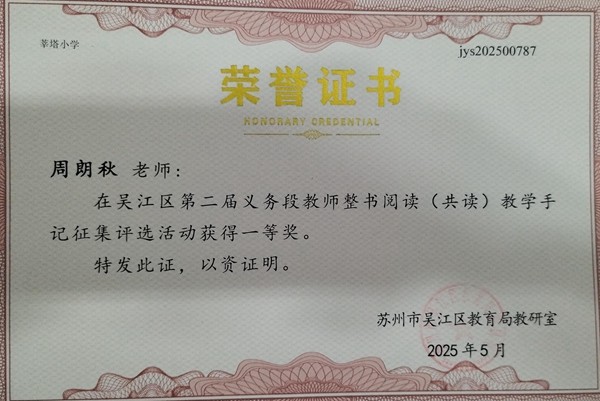 莘塔小学
jys202500787
荣誉证书
HONORARY CREDENTIAL
周朗秋 老师：
在吴江区第二届义务段教师整书阅读（共读）教学手
记征集评选活动获得一等奖。
特发此证，以资证明。
苏州市吴江区教育局教研室
2025年5月